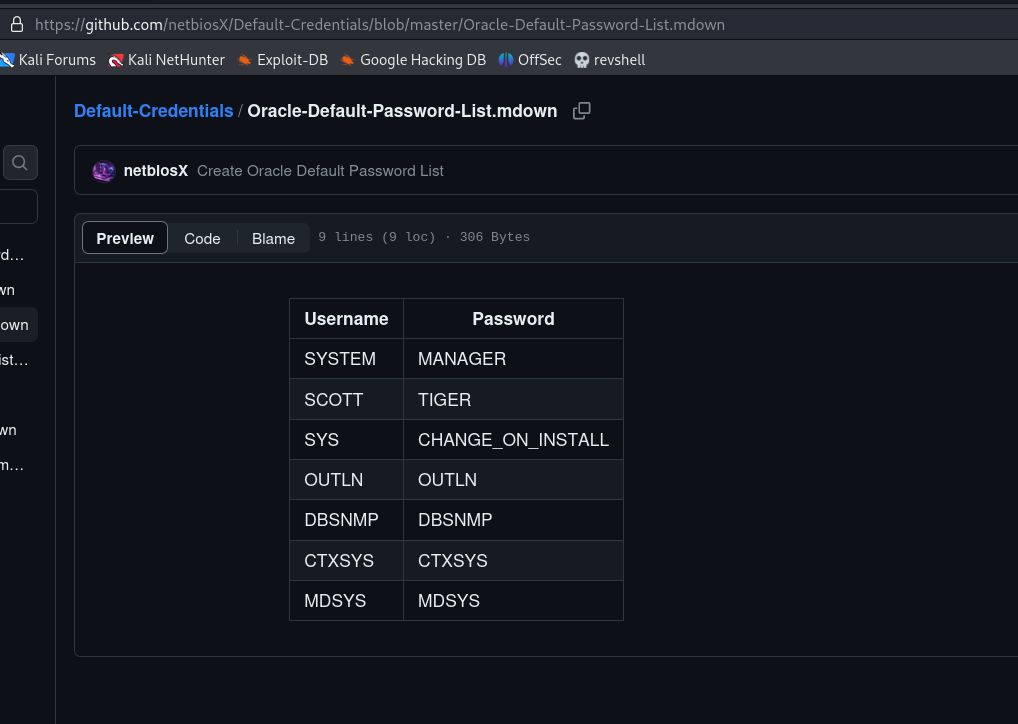 https://github.com/netbiosX/Default-Credentials/blob/master/Oracle-Default-Password-List.mdown
Kali Forums Kali NetHunter Exploit-DB Google Hacking DB OffSec revshell
Default-Credentials / Oracle-Default-Password-List.mdown
netbiosX Create Oracle Default Password List
Preview Code Blame 9 lines (9 loc) · 306 Bytes
rd…
wn
own
ist…
wn
m…
Username Password
SYSTEM MANAGER
SCOTT TIGER
SYS CHANGE_ON_INSTALL
OUTLN OUTLN
DBSNMP DBSNMP
CTXSYS CTXSYS
MDSYS MDSYS